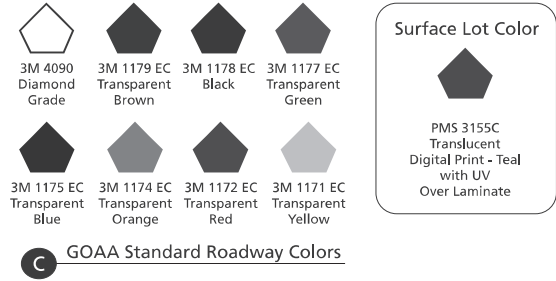 3M 4090
Diamond
Grade
3M 1179 EC
Transparent
Brown
3M 1178 EC
Black
3M 1177 EC
Transparent
Green
3M 1175 EC
Transparent
Blue
3M 1174 EC
Transparent
Orange
3M 1172 EC
Transparent
Red
3M 1171 EC
Transparent
Yellow
C
GOAA Standard Roadway Colors
Surface Lot Color
PMS 3155C
Translucent
Digital Print - Teal
with UV
Over Laminate